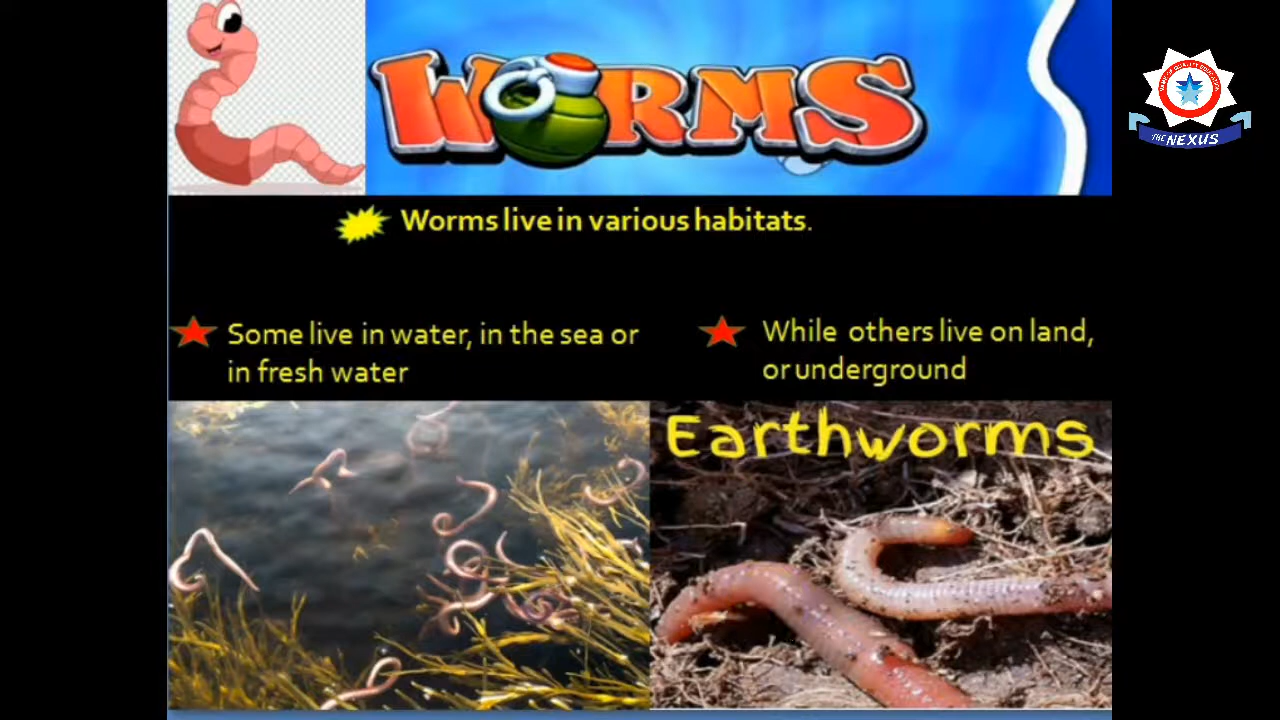 WORMS
THE NEXUS
Worms live in various habitats.
Some live in water, in the sea or
in fresh water
While others live on land,
or underground
Earthworms